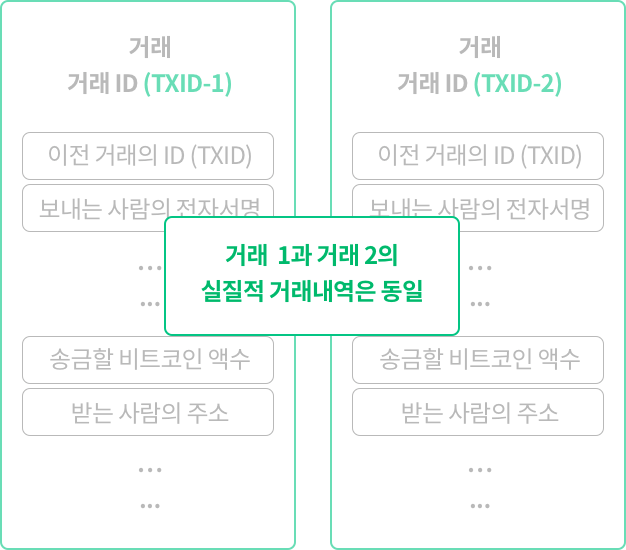 거래
거래 ID (TXID-1)
이전 거래의 ID (TXID)
보내는 사람의 전자서명
...
...
송금할 비트코인 액수
받는 사람의 주소
...
...
거래 1과 거래 2의
실질적 거래내역은 동일
거래
거래 ID (TXID-2)
이전 거래의 ID (TXID)
보내는 사람의 전자서명
...
...
송금할 비트코인 액수
받는 사람의 주소
...
...